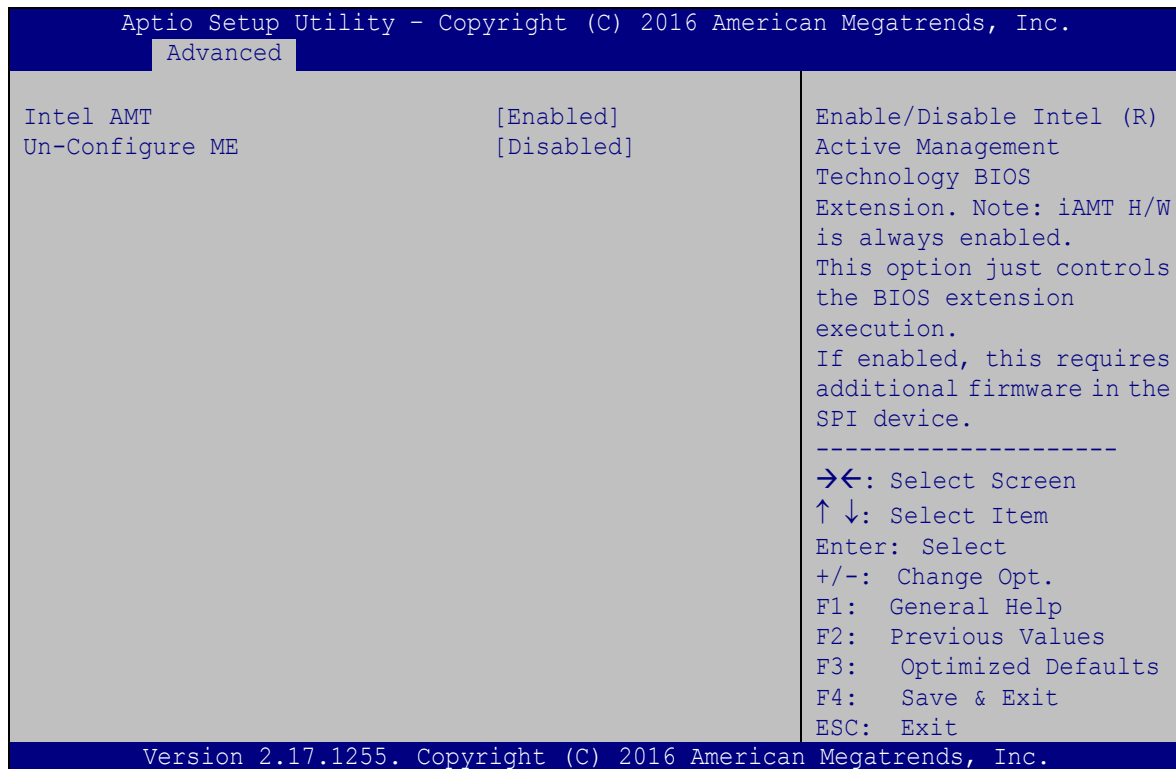 Aptio Setup Utility – Copyright (C) 2016 American Megatrends, Inc.
Advanced
Intel AMT [Enabled]
Un-Configure ME [Disabled]
Enable/Disable Intel (R)
Active Management
Technology BIOS
Extension. Note: iAMT H/W
is always enabled.
This option just controls
the BIOS extension
execution.
If enabled, this requires
additional firmware in the
SPI device.
---------------------
→←: Select Screen
↑ ↓: Select Item
Enter: Select
+/-: Change Opt.
F1: General Help
F2: Previous Values
F3: Optimized Defaults
F4: Save & Exit
ESC: Exit
Version 2.17.1255. Copyright (C) 2016 American Megatrends, Inc.